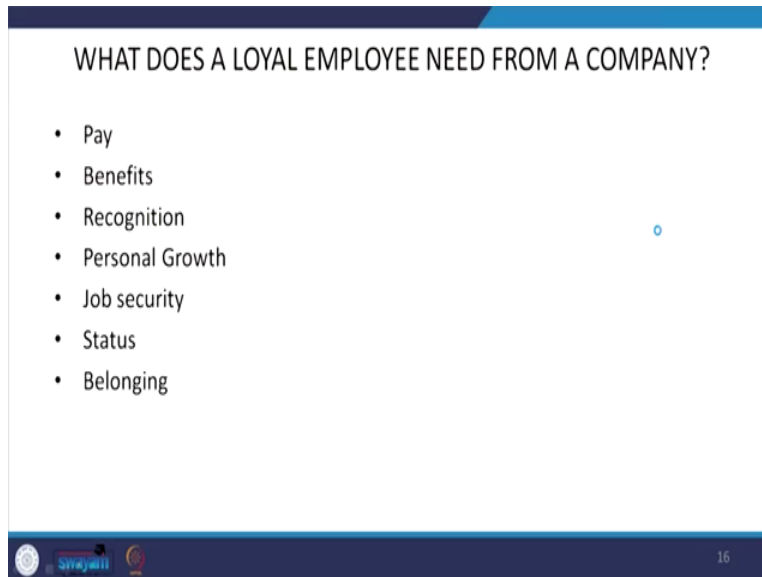 WHAT DOES A LOYAL EMPLOYEE NEED FROM A COMPANY?
• Pay
• Benefits
• Recognition
• Personal Growth
• Job security
• Status
• Belonging
swayam
16